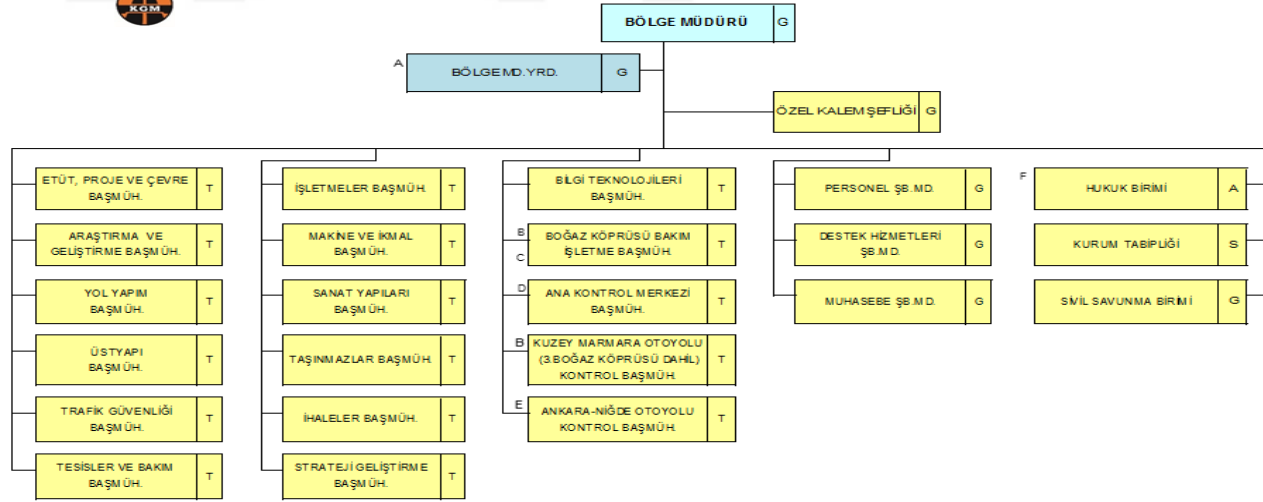 KGM
BÖLGE MÜDÜRÜ G
A
BÖLGE MD.YRD. G
ÖZEL KALEM ŞEFLİĞİ G
ETÜT, PROJE VE ÇEVRE
BAŞMÜH. T
ARAŞTIRMA VE
GELİŞTİRME BAŞMÜH. T
YOL YAPIM
BAŞMÜH. T
ÜSTYAPI
BAŞMÜH. T
TRAFİK GÜVENLİĞİ
BAŞMÜH. T
TESİSLER VE BAKIM
BAŞMÜH. T
İŞLETMELER BAŞMÜH. T
MAKİNE VE İKMAL
BAŞMÜH. T
SANAT YAPILARI
BAŞMÜH. T
TAŞINMAZLAR BAŞMÜH. T
İHALELER BAŞMÜH. T
STRATEJİ GELİŞTİRME
BAŞMÜH. T
BİLGİ TEKNOLOJİLERİ
BAŞMÜH. T
B
C
BOĞAZ KÖPRÜSÜ BAKIM
İŞLETME BAŞMÜH. T
D
ANA KONTROL MERKEZİ
BAŞMÜH. T
B
KUZEY MARMARA OTOYOLU
(3.BOĞAZ KÖPRÜSÜ DAHİL)
KONTROL BAŞMÜH. T
E
ANKARA-NİĞDE OTOYOLU
KONTROL BAŞMÜH. T
PERSONEL ŞB.MD. G
DESTEK HİZMETLERİ
ŞB.MD. G
MUHASEBE ŞB.MD. G
F
HUKUK BİRİMİ A
KURUM TABİPLİĞİ S
SİVİL SAVUNMA BİRİMİ G